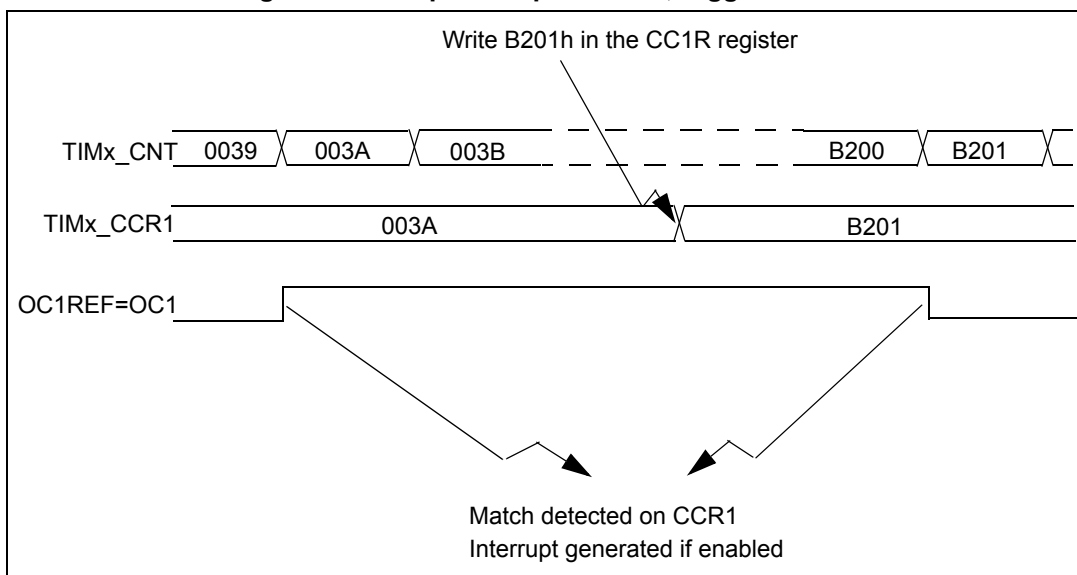 Write B201h in the CC1R register
TIMx_CNT 0039 003A 003B B200 B201
TIMx_CCR1 003A B201
OC1REF=OC1
Match detected on CCR1
Interrupt generated if enabled